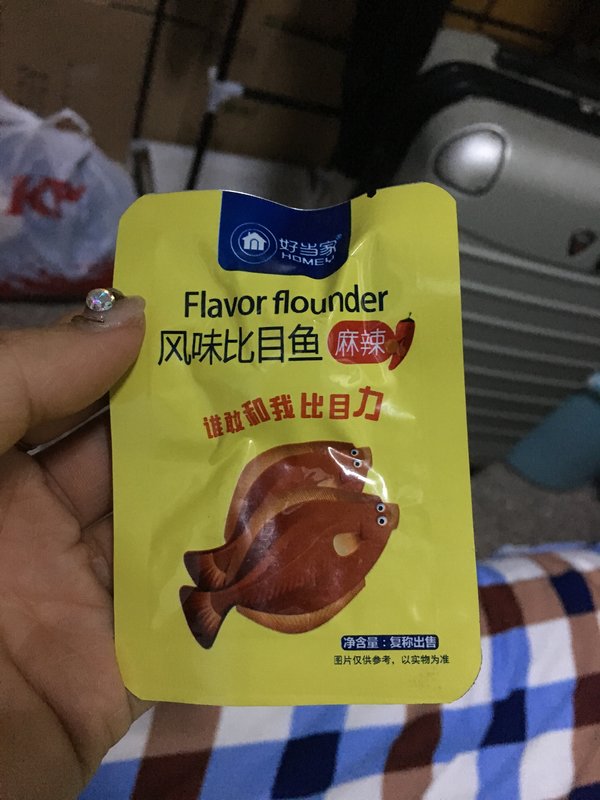 好当家
HOMEY
Flavor flounder
风味比目鱼 麻辣
谁敢和我比目力
净含量：复称出售
图片仅供参考，以实物为准